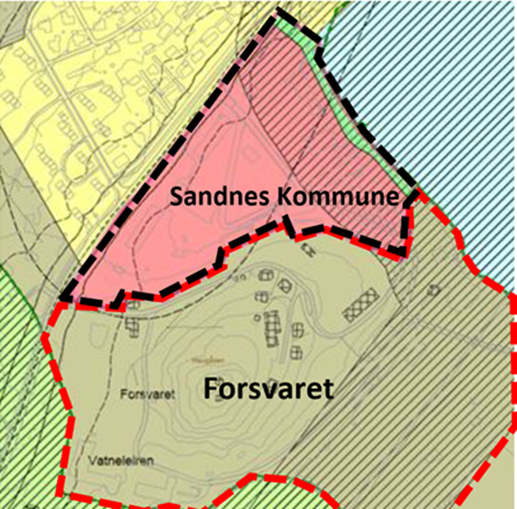 Sandnes Kommune
Forsvaret
Forsvaret
Vatneleiren